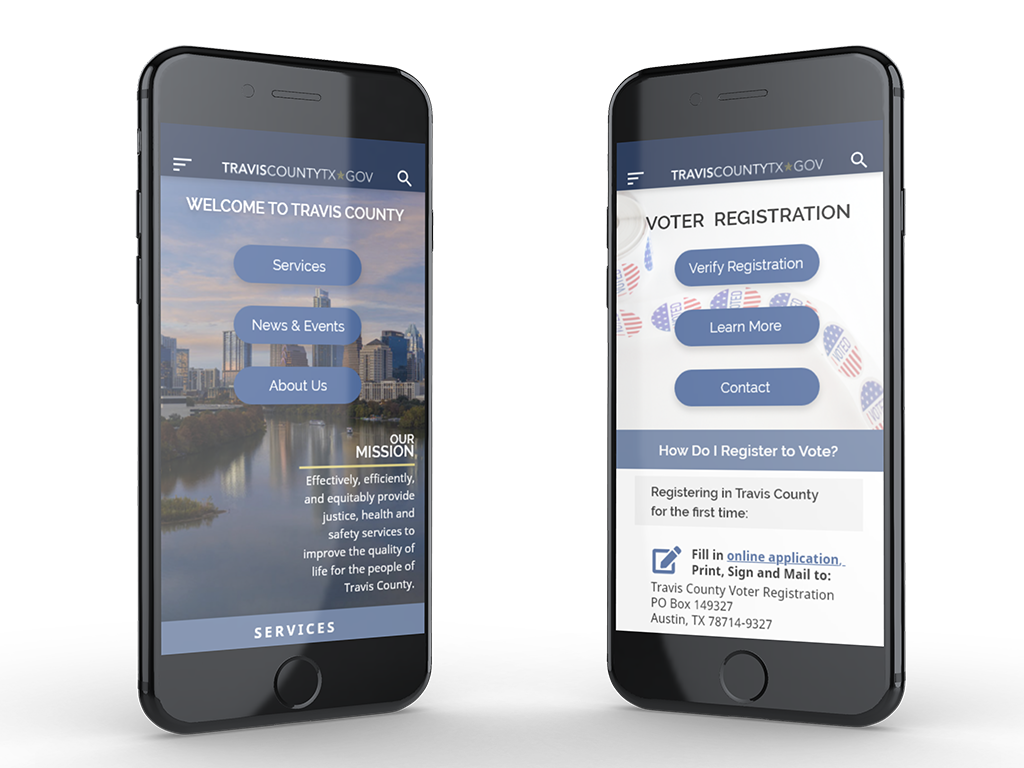 TRAVISCOUNTYTX★GOV
WELCOME TO TRAVIS COUNTY
Services
News & Events
About Us
OUR
MISSION
Effectively, efficiently,
and equitably provide
justice, health and
safety services to
improve the quality of
life for the people of
Travis County.
SERVICES
TRAVISCOUNTYTX★GOV
VOTER REGISTRATION
Verify Registration
Learn More
Contact
VOTED
VOTED
I VOTED
I VOTED
How Do I Register to Vote?
Registering in Travis County
for the first time:
Fill in online application,
Print, Sign and Mail to:
Travis County Voter Registration
PO Box 149327
Austin, TX 78714-9327